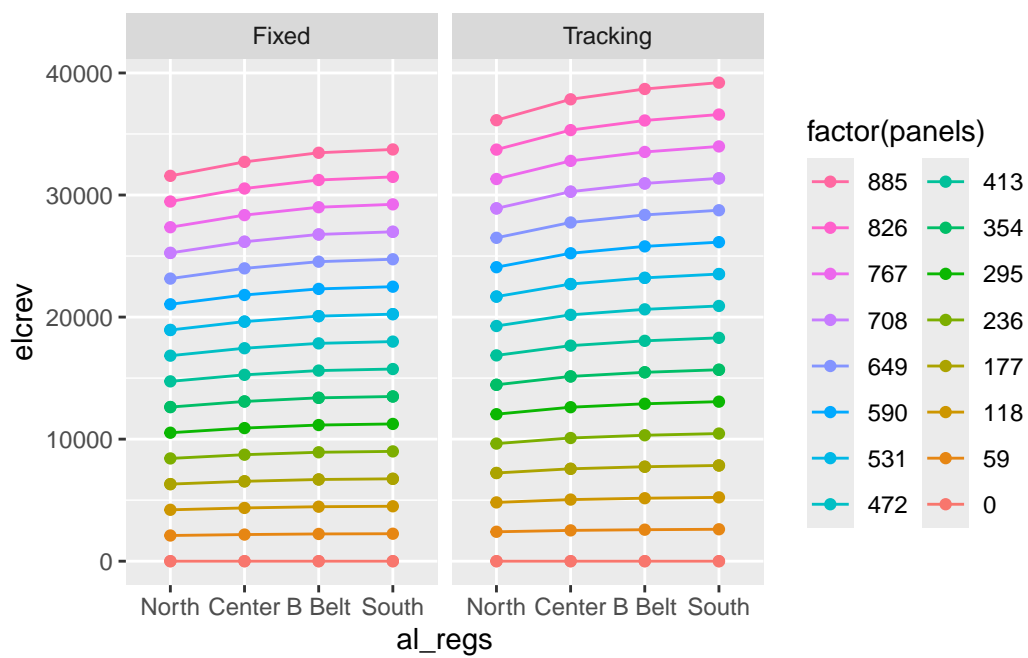 Fixed Tracking
40000
30000
20000
10000
0
elcrev
North Center B Belt South North Center B Belt South
al_regs
factor(panels)
885 413
826 354
767 295
708 236
649 177
590 118
531 59
472 0